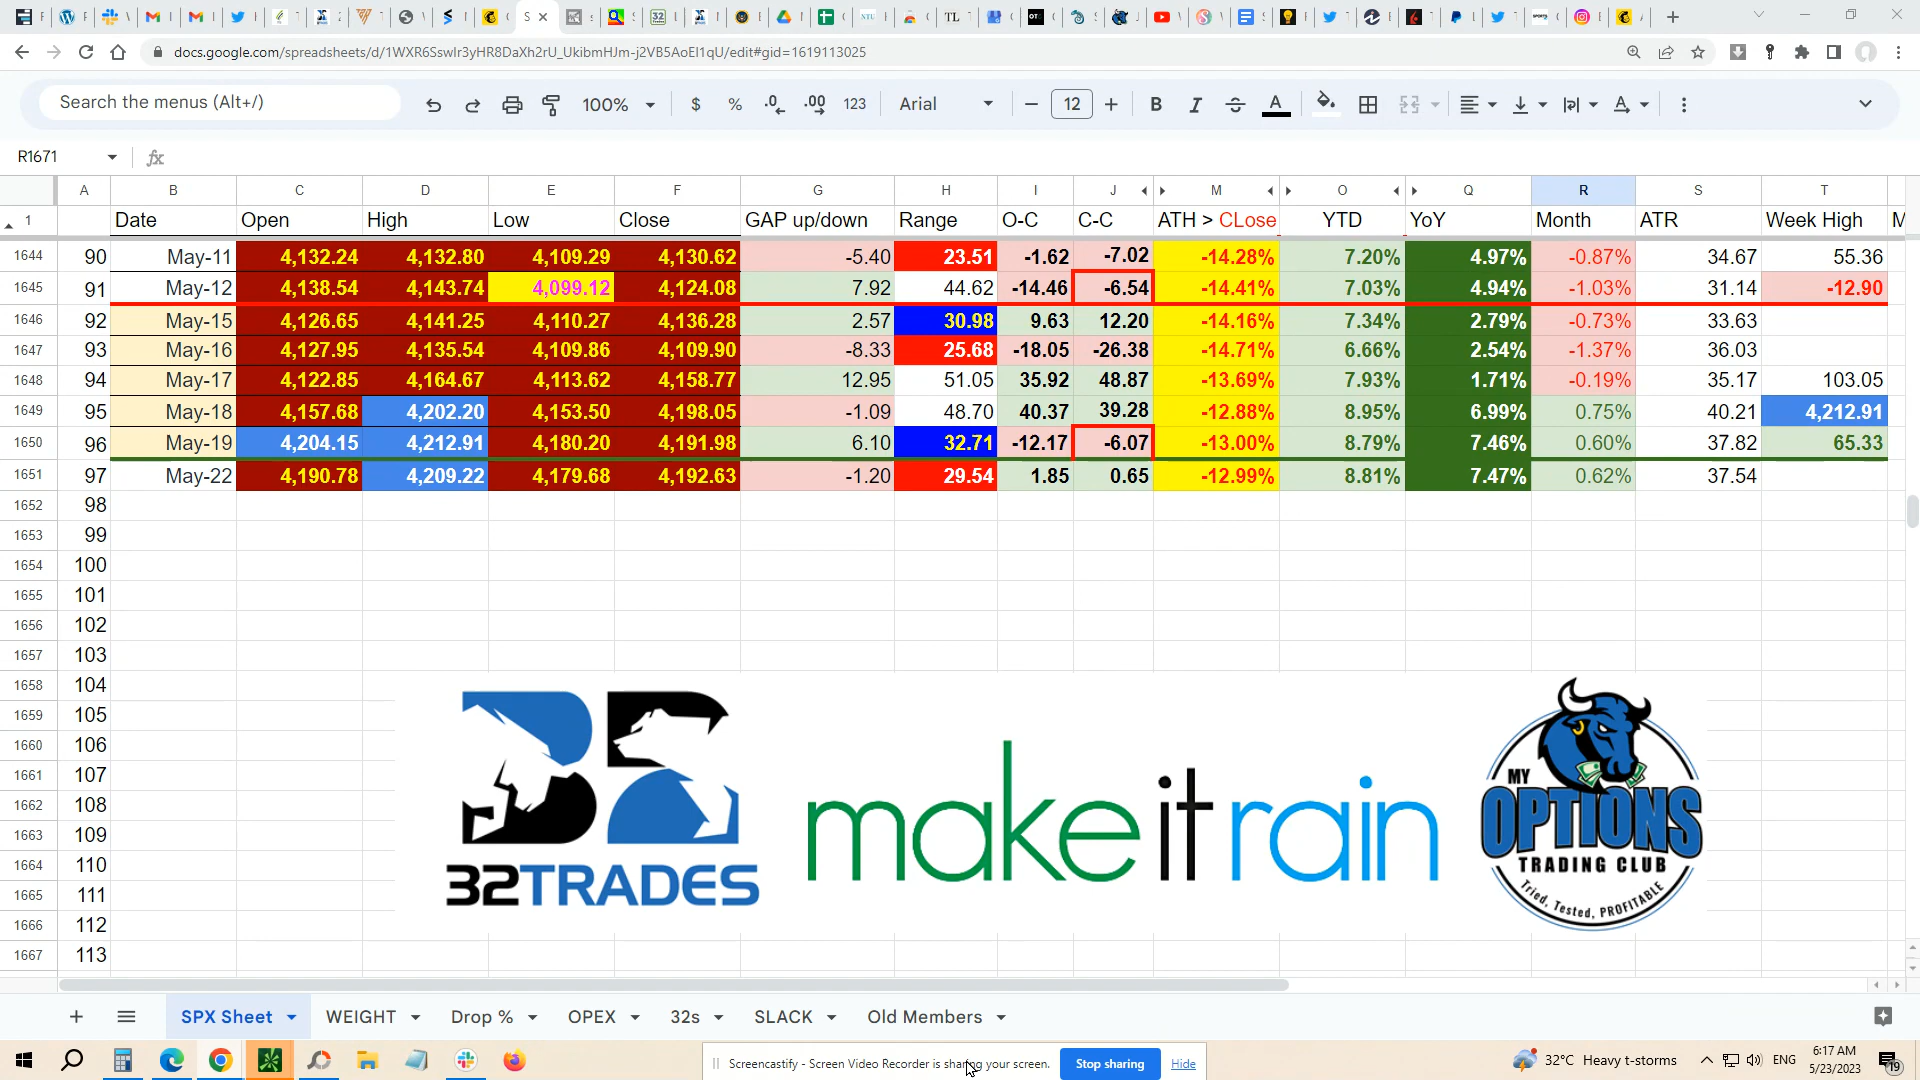 docs.google.com/spreadsheets/d/1WXR6SswIr3yHR8DaXh2rU_UkibmHJm-j2VB5AoEI1qU/edit#gid=1619113025
Search the menus (Alt+/) 100% $ % .0 .00 123 Arial 12 B I A
R1671 fx
A B C D E F G H I J M O Q R S T
1 Date Open High Low Close GAP up/down Range O-C C-C ATH > CLose YTD YoY Month ATR Week High M
1644 90 May-11 4,132.24 4,132.80 4,109.29 4,130.62 -5.40 23.51 -1.62 -7.02 -14.28% 7.20% 4.97% -0.87% 34.67 55.36
1645 91 May-12 4,138.54 4,143.74 4,099.12 4,124.08 7.92 44.62 -14.46 -6.54 -14.41% 7.03% 4.94% -1.03% 31.14 -12.90
1646 92 May-15 4,126.65 4,141.25 4,110.27 4,136.28 2.57 30.98 9.63 12.20 -14.16% 7.34% 2.79% -0.73% 33.63
1647 93 May-16 4,127.95 4,135.54 4,109.86 4,109.90 -8.33 25.68 -18.05 -26.38 -14.71% 6.66% 2.54% -1.37% 36.03
1648 94 May-17 4,122.85 4,164.67 4,113.62 4,158.77 12.95 51.05 35.92 48.87 -13.69% 7.93% 1.71% -0.19% 35.17 103.05
1649 95 May-18 4,157.68 4,202.20 4,153.50 4,198.05 -1.09 48.70 40.37 39.28 -12.88% 8.95% 6.99% 0.75% 40.21 4,212.91
1650 96 May-19 4,204.15 4,212.91 4,180.20 4,191.98 6.10 32.71 -12.17 -6.07 -13.00% 8.79% 7.46% 0.60% 37.82 65.33
1651 97 May-22 4,190.78 4,209.22 4,179.68 4,192.63 -1.20 29.54 1.85 0.65 -12.99% 8.81% 7.47% 0.62% 37.54
1652 98
1653 99
1654 100
1655 101
1656 102
1657 103
1658 104
1659 105
1660 106
1661 107
1662 108
1663 109
1664 110
1665 111
1666 112
1667 113
32TRADES
make it rain
MY
OPTIONS
TRADING CLUB
Tried, Tested, PROFITABLE
SPX Sheet WEIGHT Drop % OPEX 32s SLACK Old Members
Screencastify - Screen Video Recorder is sharing your screen. Stop sharing Hide
32°C Heavy t-storms ENG 6:17 AM
5/23/2023 19